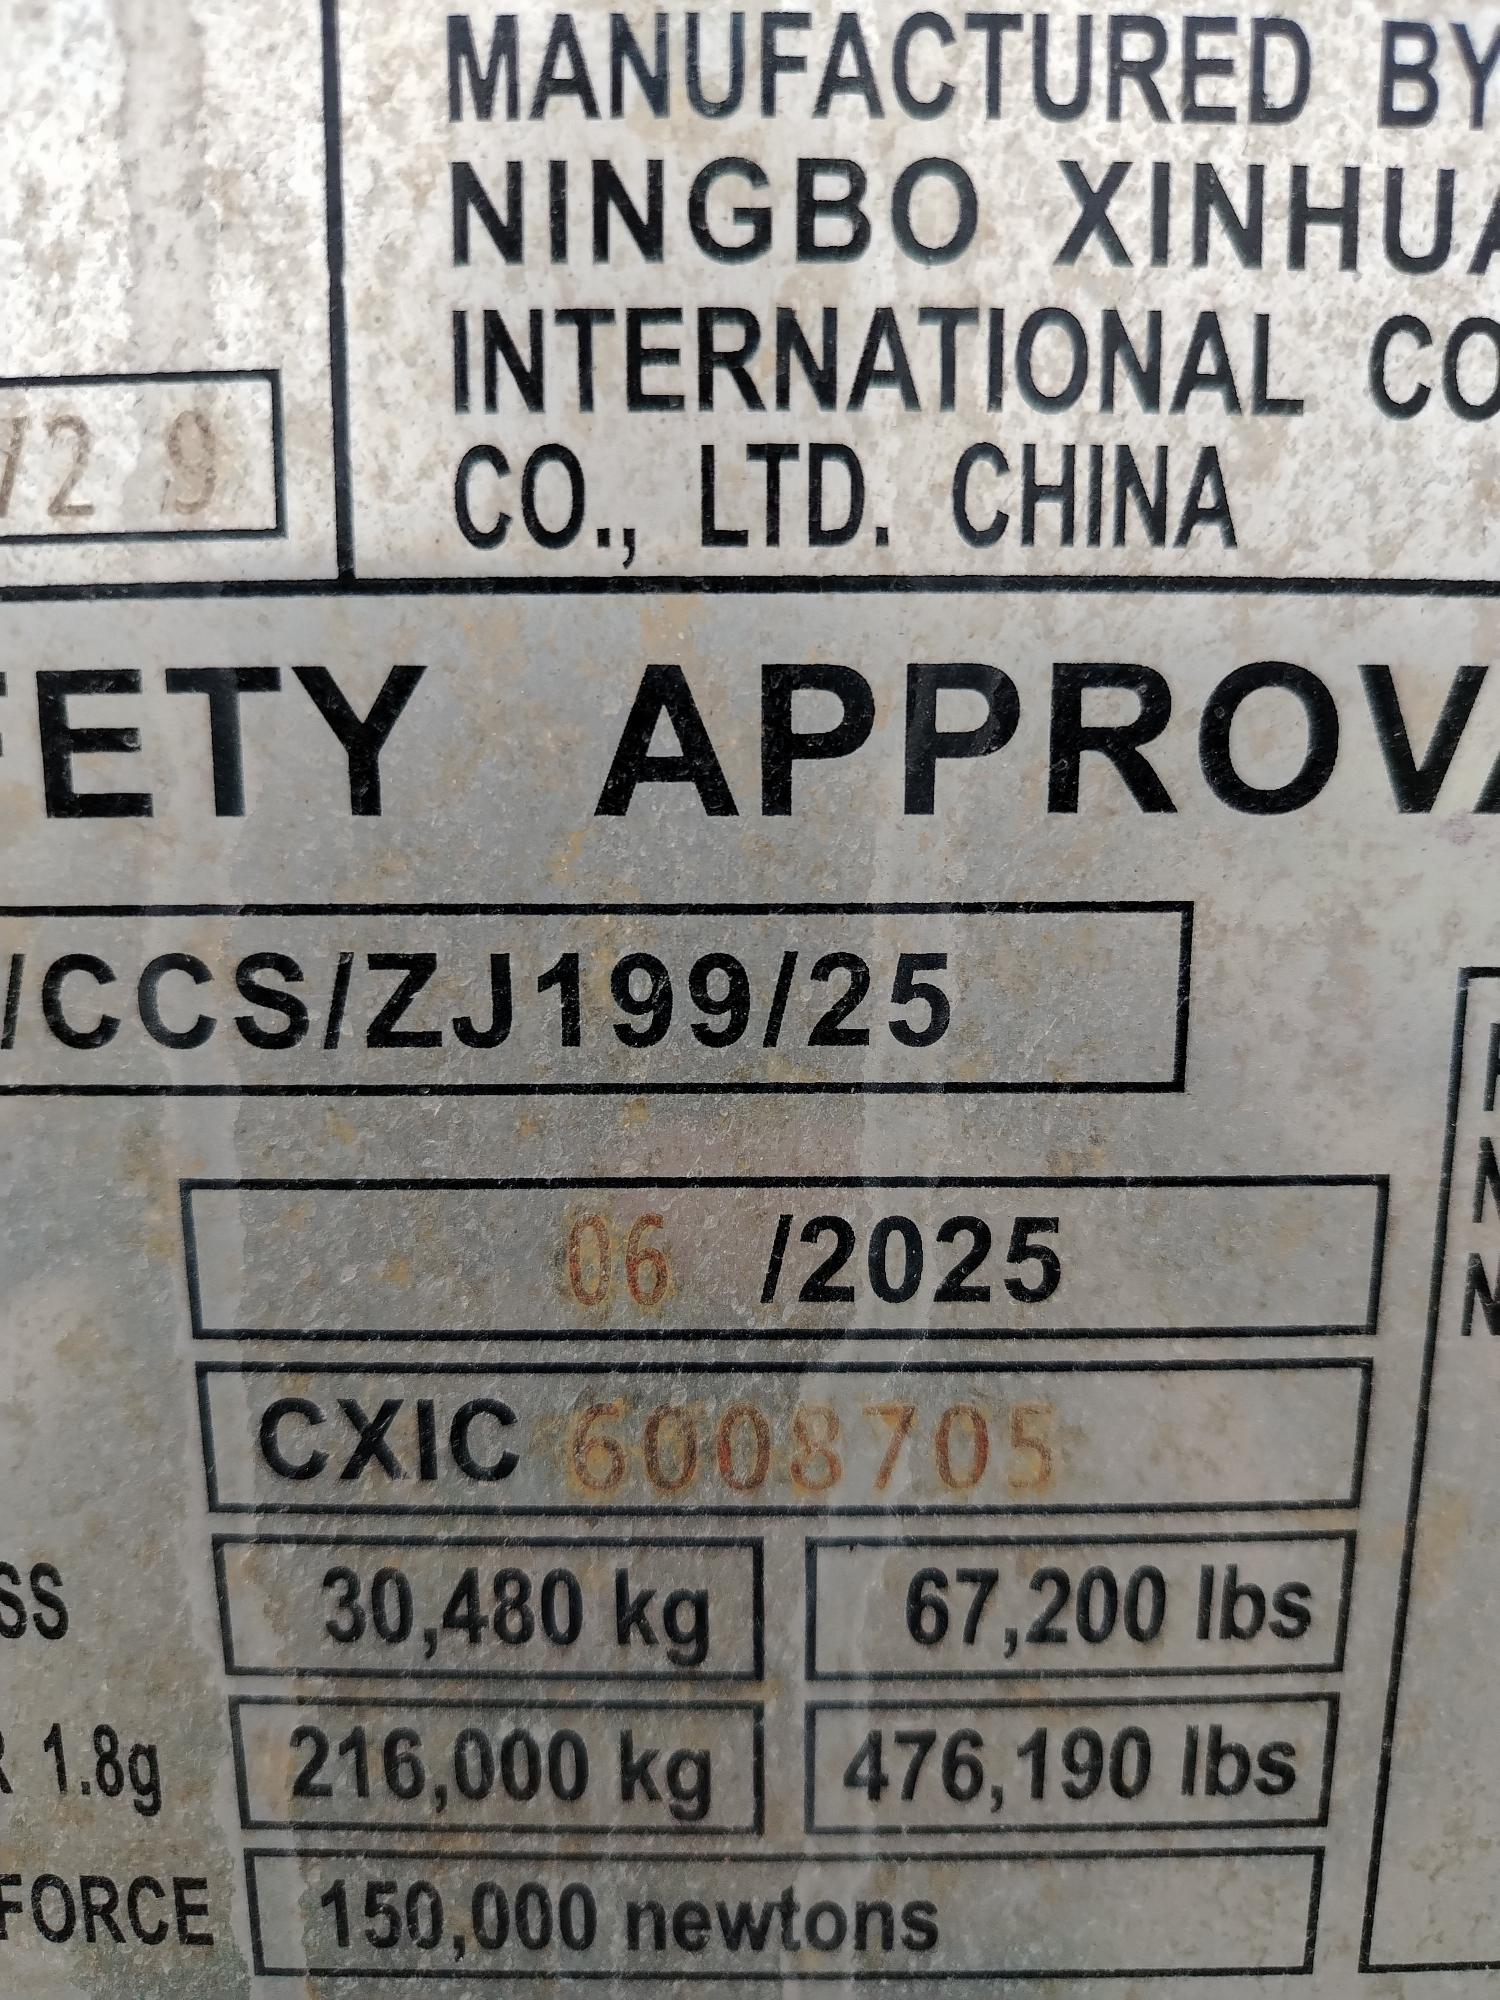 MANUFACTURED BY
NINGBO XINHUA
INTERNATIONAL CO
CO., LTD. CHINA
/2 9
FETY APPROVA
/CCS/ZJ199/25
06 /2025
CXIC 6008705
SS 30,480 kg 67,200 lbs
R 1.8g 216,000 kg 476,190 lbs
FORCE 150,000 newtons